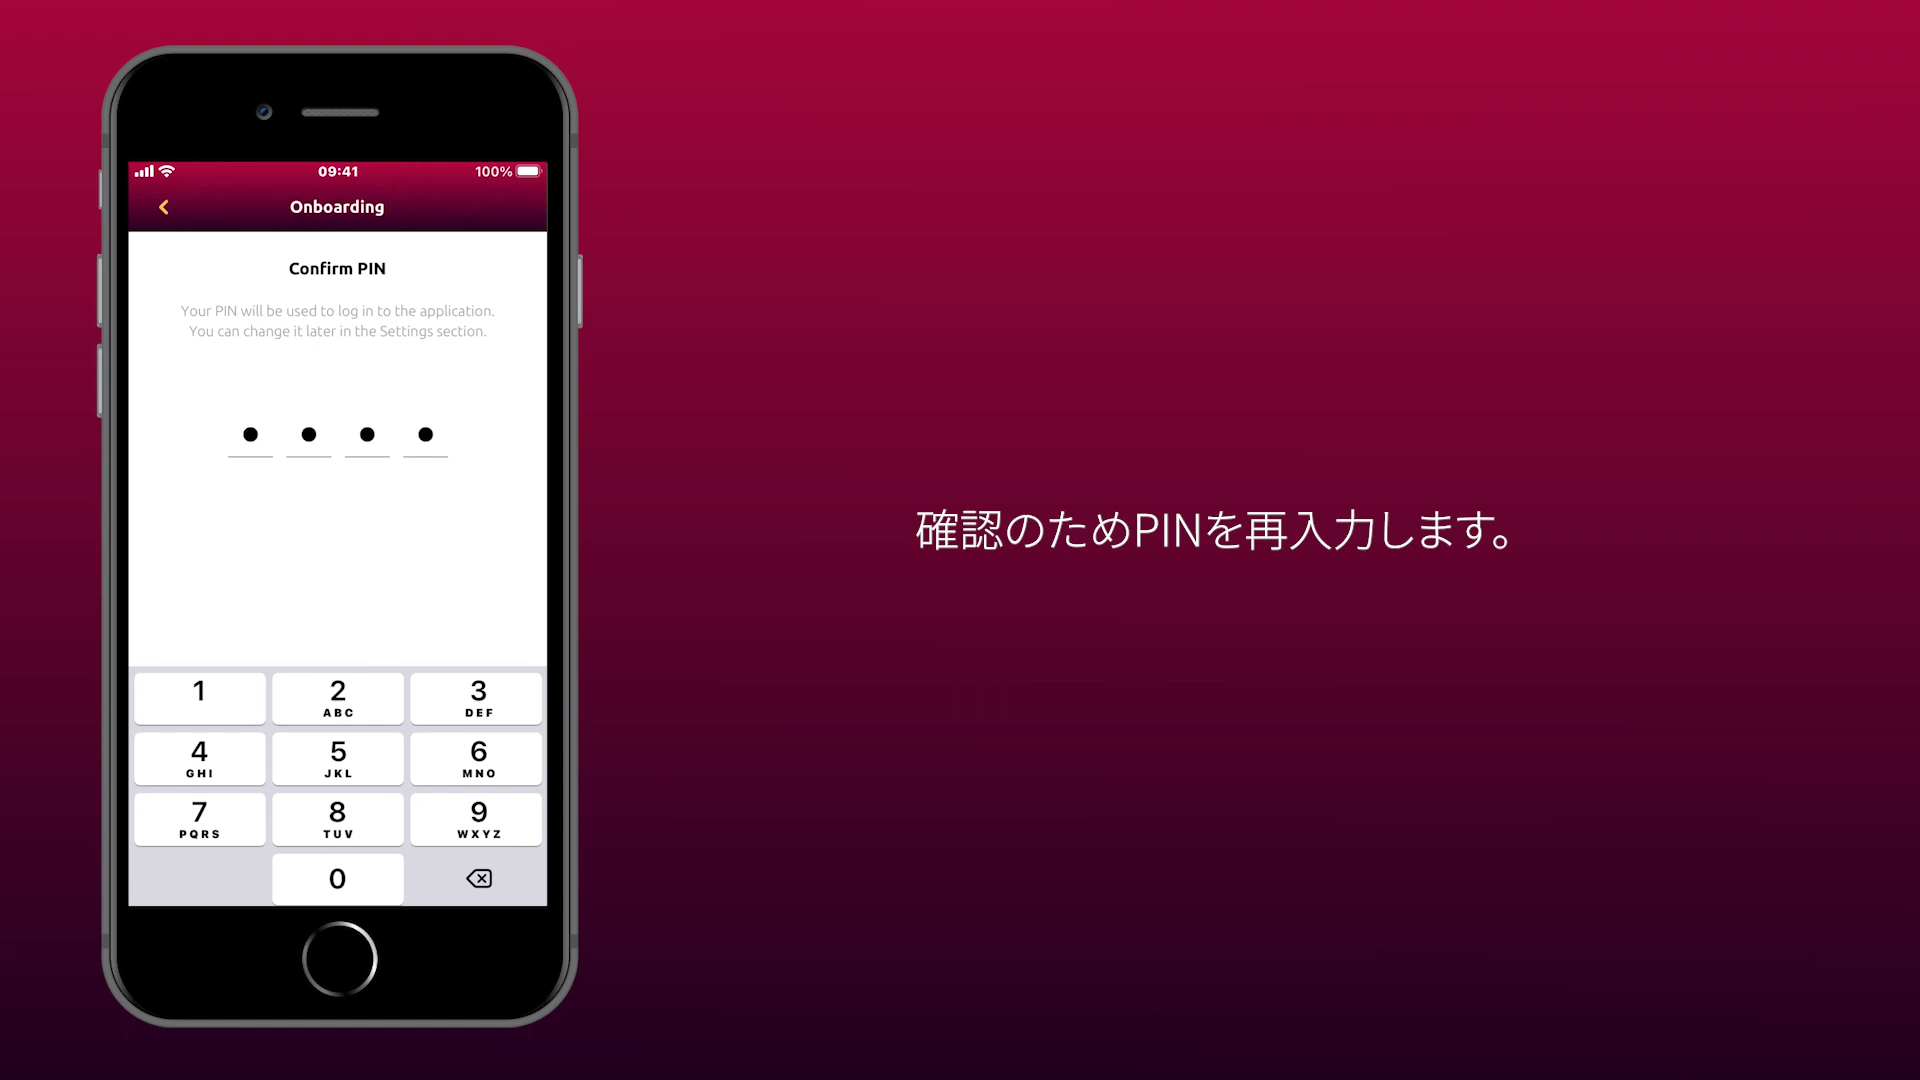 09:41
100%
Onboarding
Confirm PIN
Your PIN will be used to log in to the application.
You can change it later in the Settings section.
確認のためPINを再入力します。
1
2
ABC
3
DEF
4
GHI
5
JKL
6
MNO
7
PQRS
8
TUV
9
WXYZ
0